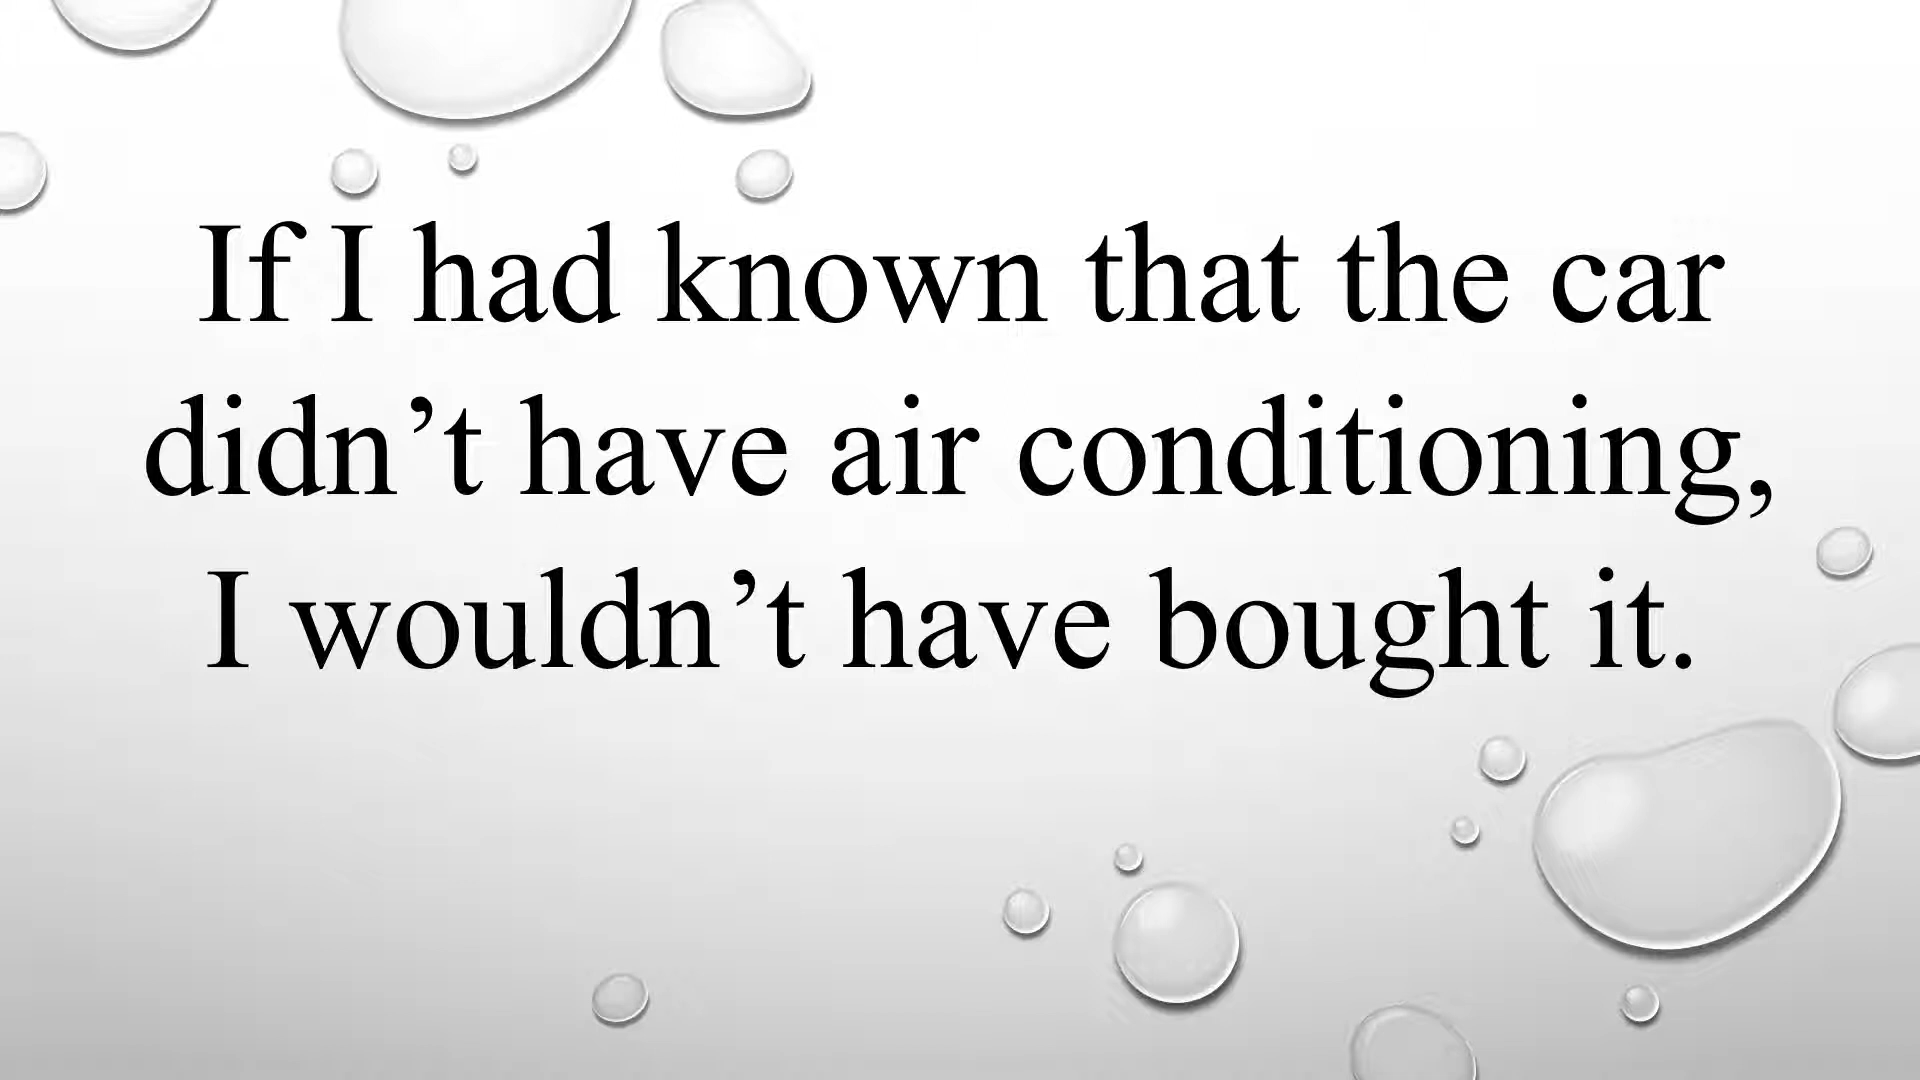 If I had known that the car
didn’t have air conditioning,
I wouldn’t have bought it.